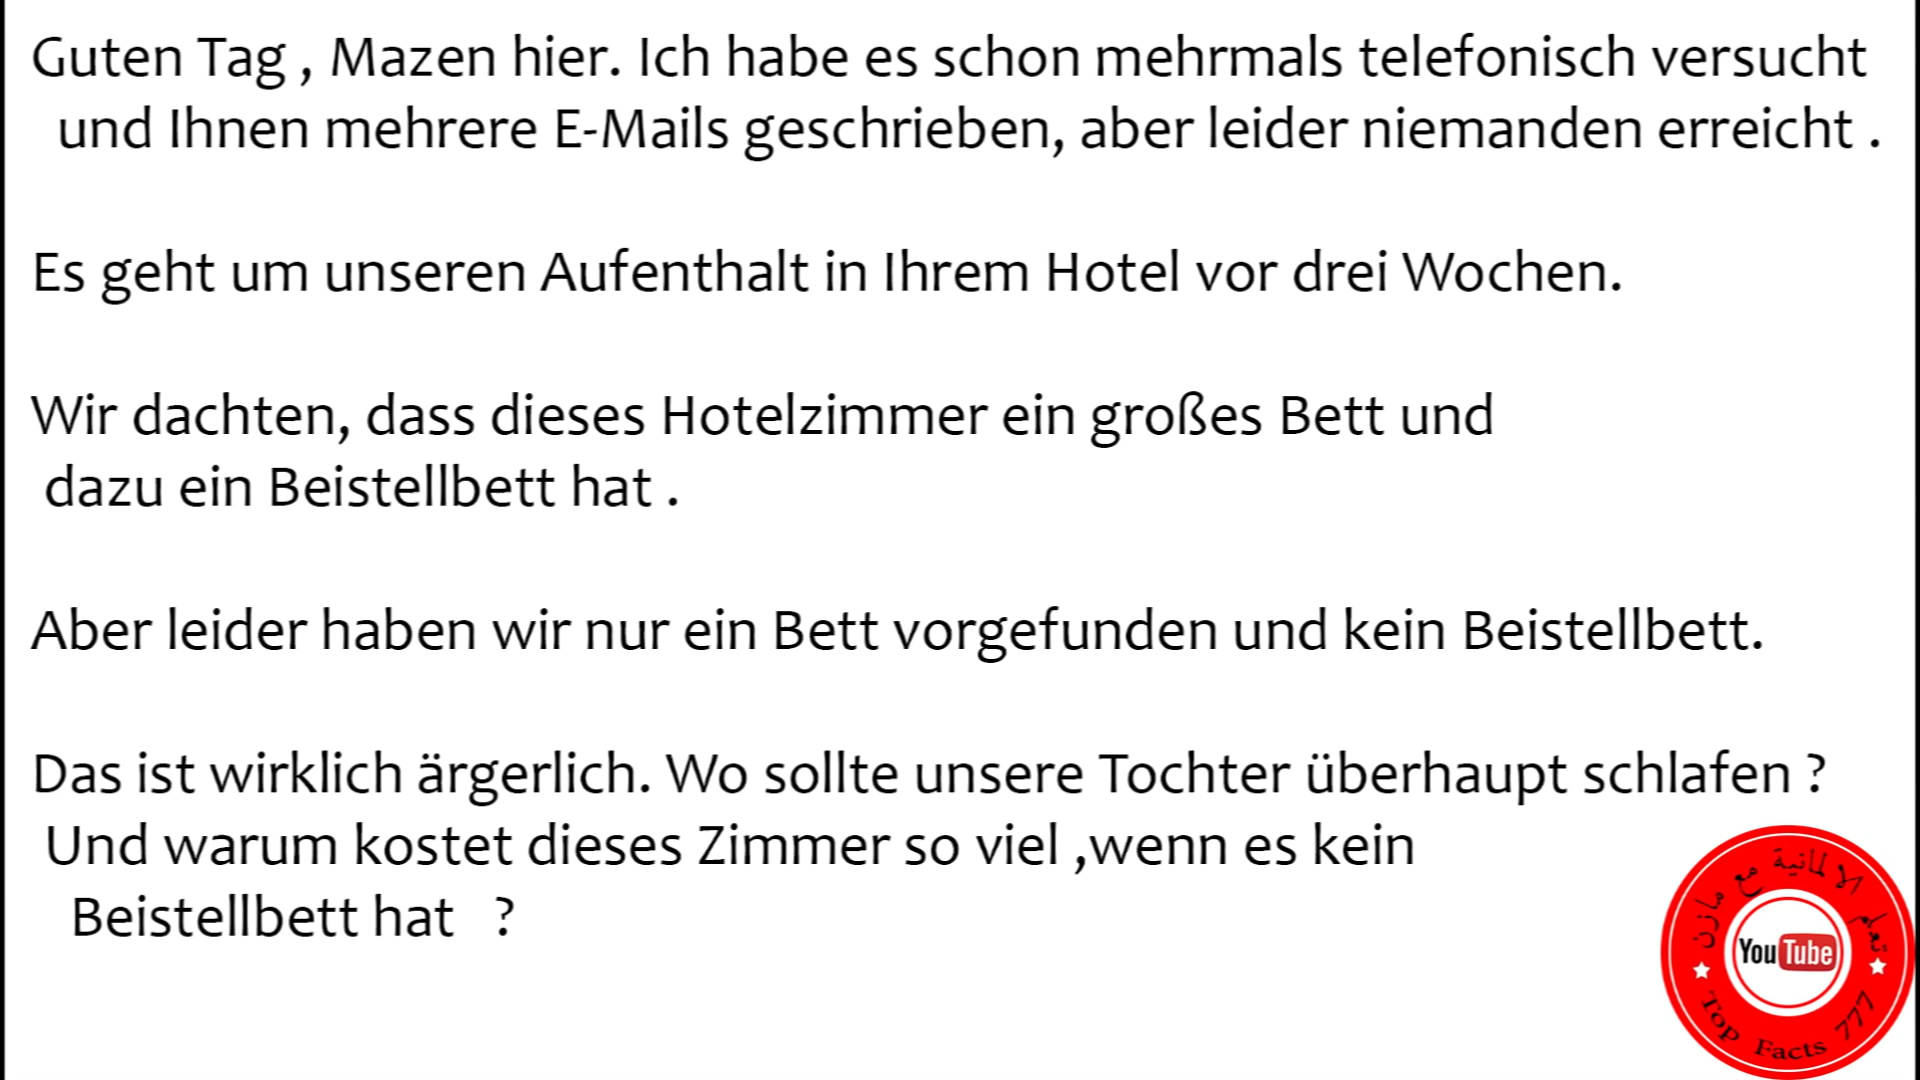 Guten Tag , Mazen hier. Ich habe es schon mehrmals telefonisch versucht
und Ihnen mehrere E-Mails geschrieben, aber leider niemanden erreicht .
Es geht um unseren Aufenthalt in Ihrem Hotel vor drei Wochen.
Wir dachten, dass dieses Hotelzimmer ein großes Bett und
dazu ein Beistellbett hat .
Aber leider haben wir nur ein Bett vorgefunden und kein Beistellbett.
Das ist wirklich ärgerlich. Wo sollte unsere Tochter überhaupt schlafen ?
Und warum kostet dieses Zimmer so viel ,wenn es kein
Beistellbett hat ?
تعلم الالمانية مع مازن
YouTube
Top Facts 777